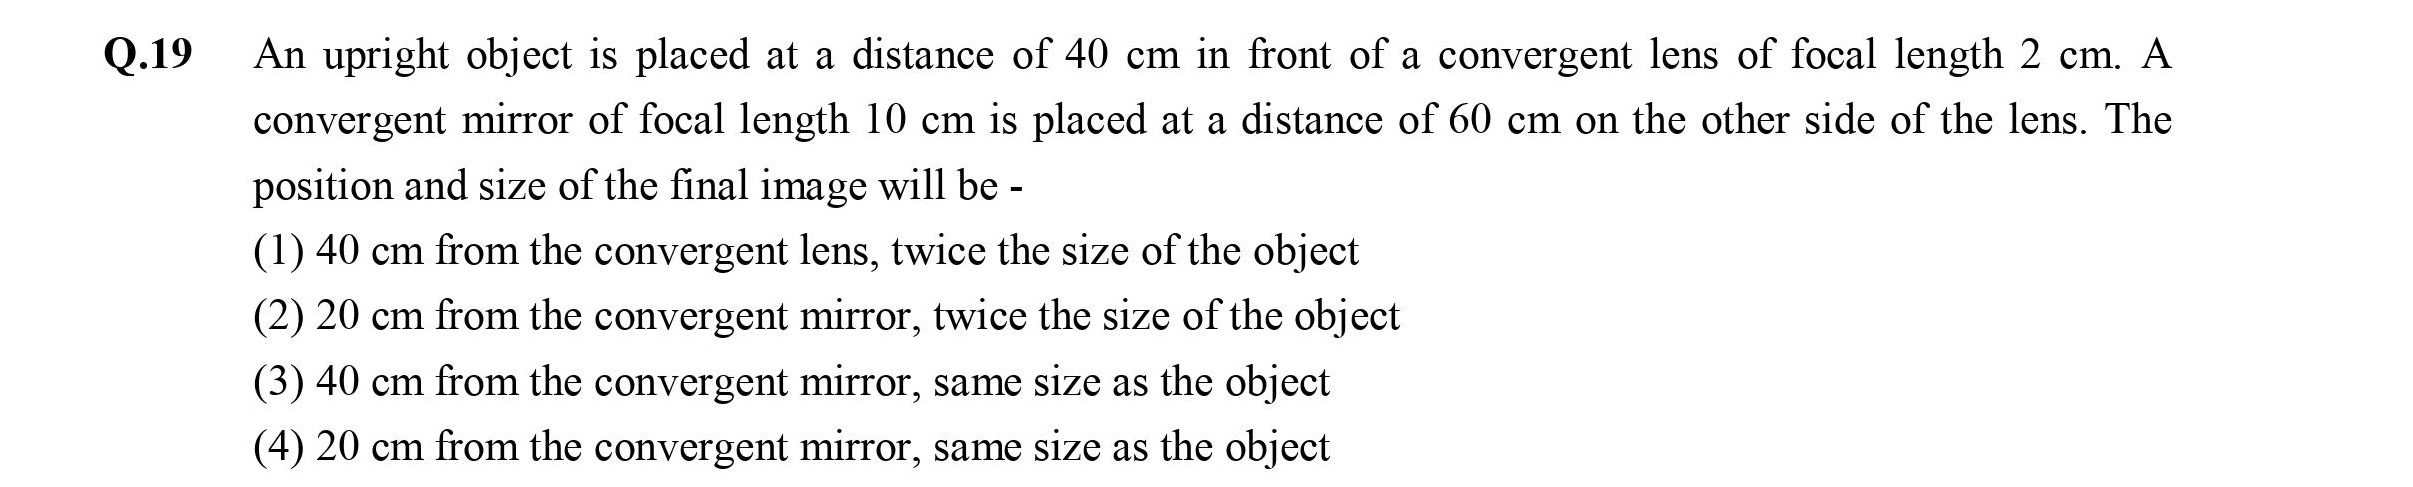 Q.19 An upright object is placed at a distance of 40 cm in front of a convergent lens of focal length 2 cm. A
convergent mirror of focal length 10 cm is placed at a distance of 60 cm on the other side of the lens. The
position and size of the final image will be -
(1) 40 cm from the convergent lens, twice the size of the object
(2) 20 cm from the convergent mirror, twice the size of the object
(3) 40 cm from the convergent mirror, same size as the object
(4) 20 cm from the convergent mirror, same size as the object